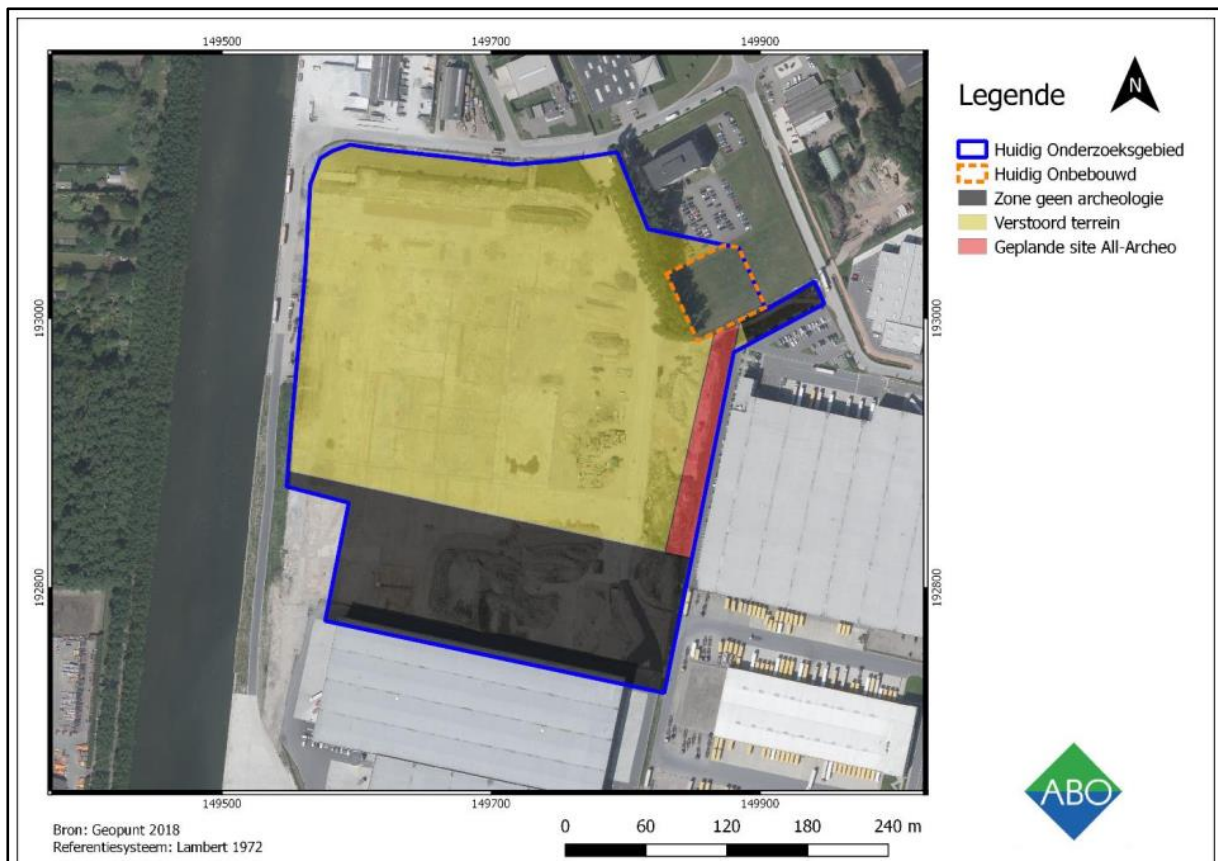 149500 149700 149900
Legende
N
Huidig Onderzoeksgebied
Huidig Onbebouwd
Zone geen archeologie
Verstoord terrein
Geplande site All-Archeo
193000 193000
192800 192800
149500 149700 149900
ABO
Bron: Geopunt 2018
Referentiesysteem: Lambert 1972
0 60 120 180 240 m